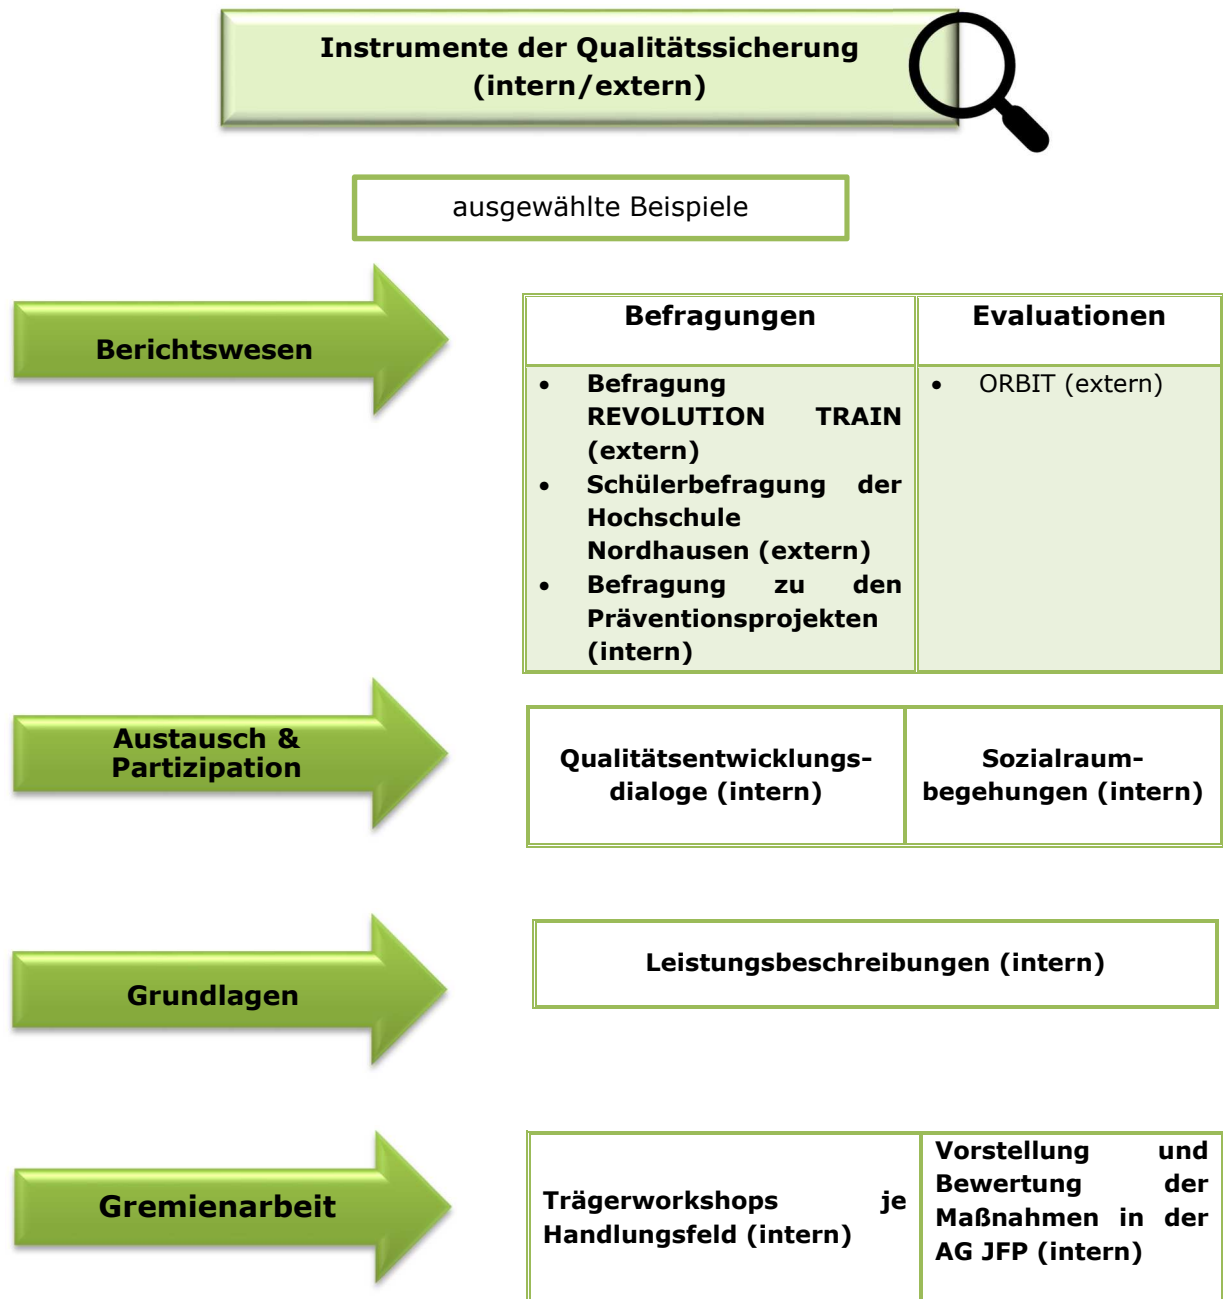 Instrumente der Qualitätssicherung
(intern/extern)
ausgewählte Beispiele
Berichtswesen
Befragungen
Evaluationen
• Befragung
REVOLUTION TRAIN
(extern)
• Schülerbefragung der
Hochschule
Nordhausen (extern)
• Befragung zu den
Präventionsprojekten
(intern)
• ORBIT (extern)
Austausch &
Partizipation
Qualitätsentwicklungs-
dialoge (intern)
Sozialraum-
begehungen (intern)
Grundlagen
Leistungsbeschreibungen (intern)
Gremienarbeit
Trägerworkshops je
Handlungsfeld (intern)
Vorstellung und
Bewertung der
Maßnahmen in der
AG JFP (intern)